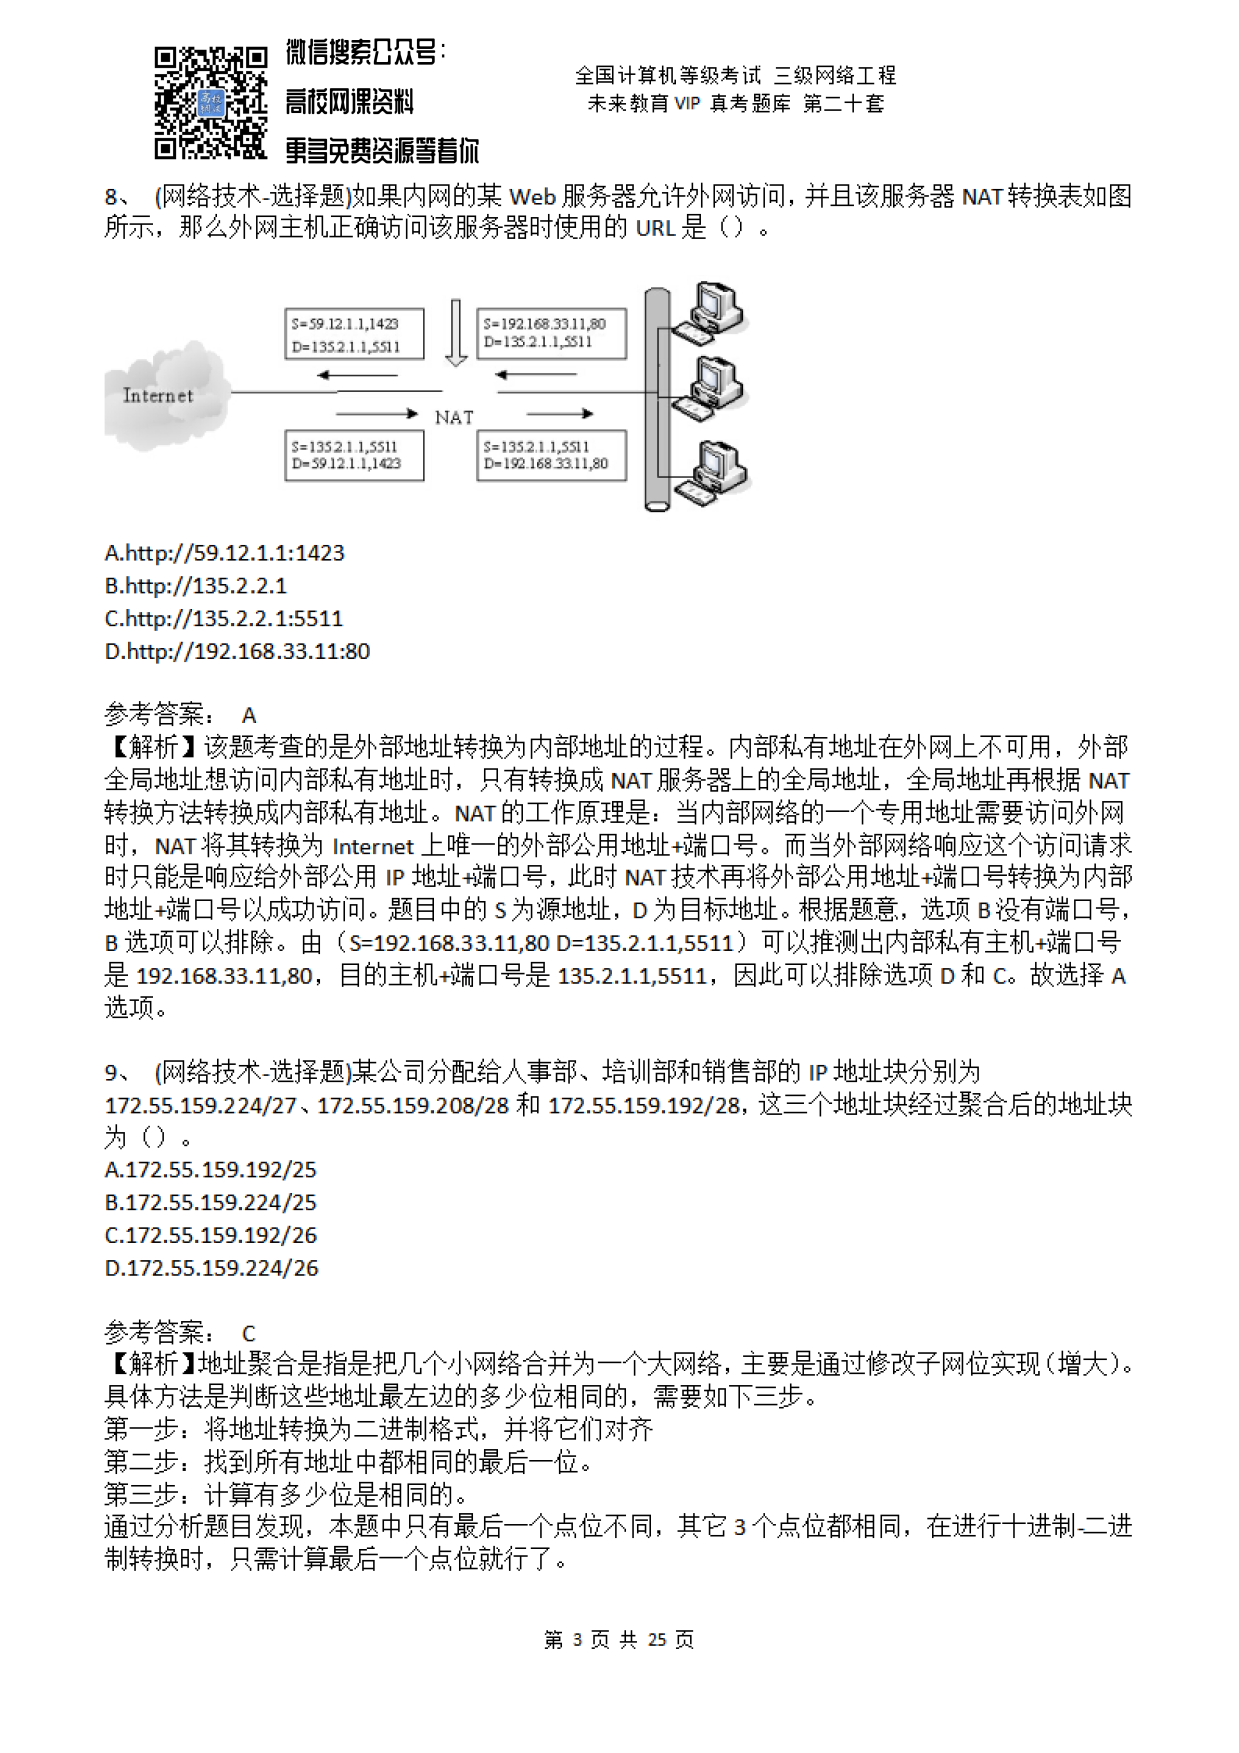 微信搜索公众号：
高校网课资料
更多免费资源等着你
全国计算机等级考试 三级网络工程
未来教育 VIP 真考题库 第二十套
8、 (网络技术-选择题)如果内网的某 Web 服务器允许外网访问，并且该服务器 NAT 转换表如图
所示，那么外网主机正确访问该服务器时使用的 URL 是（）。
S=59.12.1.1,1423
D=135.2.1.1,5511
S=192.168.33.11,80
D=135.2.1.1,5511
Internet
NAT
S=135.2.1.1,5511
D=59.12.1.1,1423
S=135.2.1.1,5511
D=192.168.33.11,80
A.http://59.12.1.1:1423
B.http://135.2.2.1
C.http://135.2.2.1:5511
D.http://192.168.33.11:80
参考答案： A
【解析】该题考查的是外部地址转换为内部地址的过程。内部私有地址在外网上不可用，外部
全局地址想访问内部私有地址时，只有转换成 NAT 服务器上的全局地址，全局地址再根据 NAT
转换方法转换成内部私有地址。NAT 的工作原理是：当内部网络的一个专用地址需要访问外网
时，NAT 将其转换为 Internet 上唯一的外部公用地址+端口号。而当外部网络响应这个访问请求
时只能是响应给外部公用 IP 地址+端口号，此时 NAT 技术再将外部公用地址+端口号转换为内部
地址+端口号以成功访问。题目中的 S 为源地址，D 为目标地址。根据题意，选项 B 没有端口号，
B 选项可以排除。由（S=192.168.33.11,80 D=135.2.1.1,5511）可以推测出内部私有主机+端口号
是 192.168.33.11,80，目的主机+端口号是 135.2.1.1,5511，因此可以排除选项 D 和 C。故选择 A
选项。
9、 (网络技术-选择题)某公司分配给人事部、培训部和销售部的 IP 地址块分别为
172.55.159.224/27、172.55.159.208/28 和 172.55.159.192/28，这三个地址块经过聚合后的地址块
为（）。
A.172.55.159.192/25
B.172.55.159.224/25
C.172.55.159.192/26
D.172.55.159.224/26
参考答案： C
【解析】地址聚合是指是把几个小网络合并为一个大网络，主要是通过修改子网位实现（增大）。
具体方法是判断这些地址最左边的多少位相同的，需要如下三步。
第一步：将地址转换为二进制格式，并将它们对齐
第二步：找到所有地址中都相同的最后一位。
第三步：计算有多少位是相同的。
通过分析题目发现，本题中只有最后一个点位不同，其它 3 个点位都相同，在进行十进制-二进
制转换时，只需计算最后一个点位就行了。
第 3 页 共 25 页